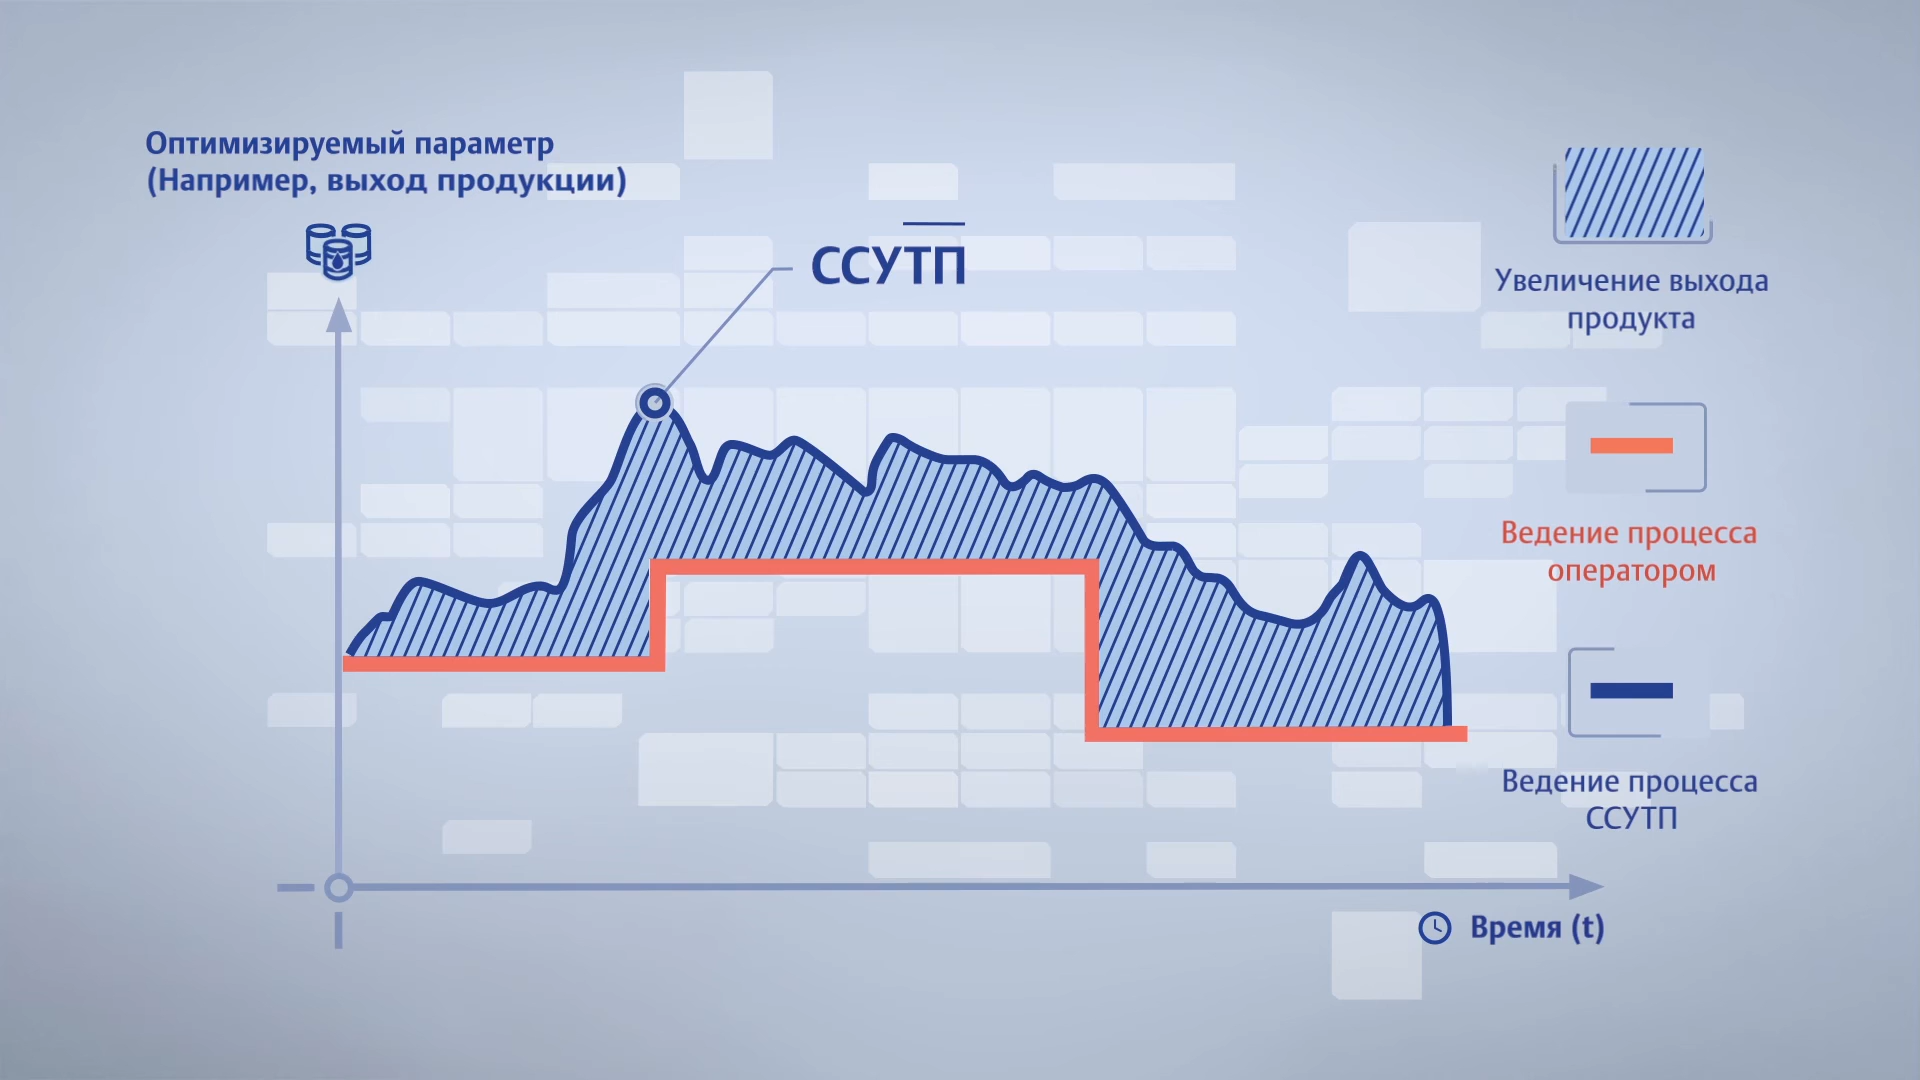 Оптимизируемый параметр
(Например, выход продукции)
ССУТП
Увеличение выхода
продукта
Ведение процесса
оператором
Ведение процесса
ССУТП
Время (t)